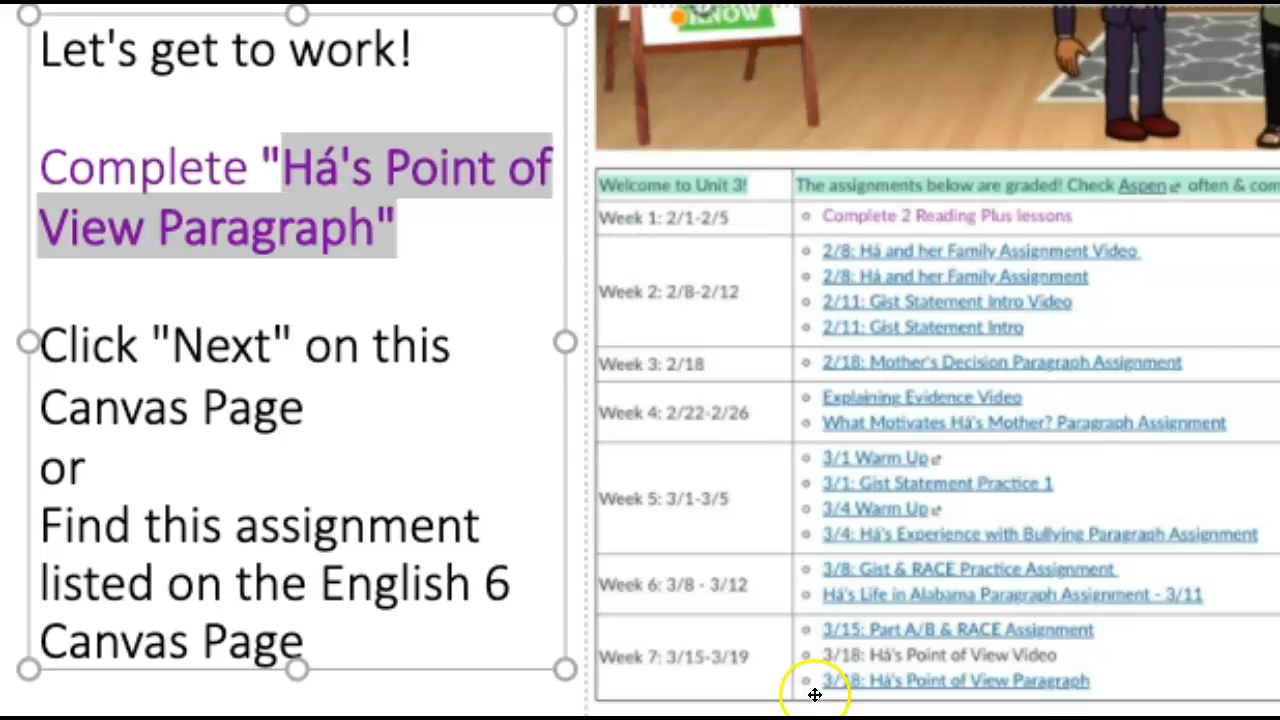 Let's get to work!
Complete "Há's Point of
View Paragraph"
Click "Next" on this
Canvas Page
or
Find this assignment
listed on the English 6
Canvas Page
KNOW
Welcome to Unit 3!
The assignments below are graded! Check Aspen often & com
Week 1: 2/1-2/5
Complete 2 Reading Plus lessons
Week 2: 2/8-2/12
2/8: Há and her Family Assignment Video
2/8: Há and her Family Assignment
2/11: Gist Statement Intro Video
2/11: Gist Statement Intro
Week 3: 2/18
2/18: Mother's Decision Paragraph Assignment
Week 4: 2/22-2/26
Explaining Evidence Video
What Motivates Há's Mother? Paragraph Assignment
Week 5: 3/1-3/5
3/1 Warm Up
3/1: Gist Statement Practice 1
3/4 Warm Up
3/4: Há's Experience with Bullying Paragraph Assignment
Week 6: 3/8 - 3/12
3/8: Gist & RACE Practice Assignment
Há's Life in Alabama Paragraph Assignment - 3/11
Week 7: 3/15-3/19
3/15: Part A/B & RACE Assignment
3/18: Há's Point of View Video
3/18: Há's Point of View Paragraph